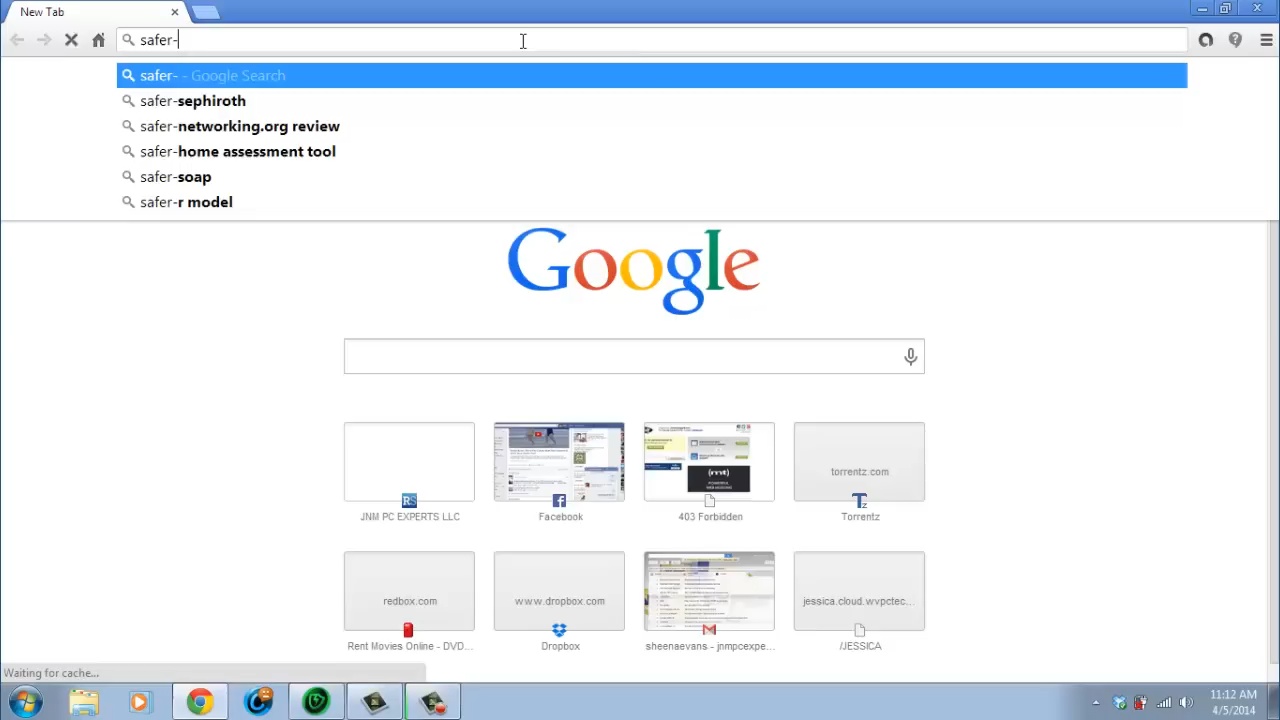 New Tab
safer-
safer- - Google Search
safer-sephiroth
safer-networking.org review
safer-home assessment tool
safer-soap
safer-r model
Google
torrentz.com
JNM PC EXPERTS LLC
Facebook
403 Forbidden
Torrentz
redbox.com
www.dropbox.com
jessica.cloud.wvpctec...
Rent Movies Online - DVD...
Dropbox
sheenaevans - jnmpcexpe...
/JESSICA
Waiting for cache...
11:12 AM
4/5/2014